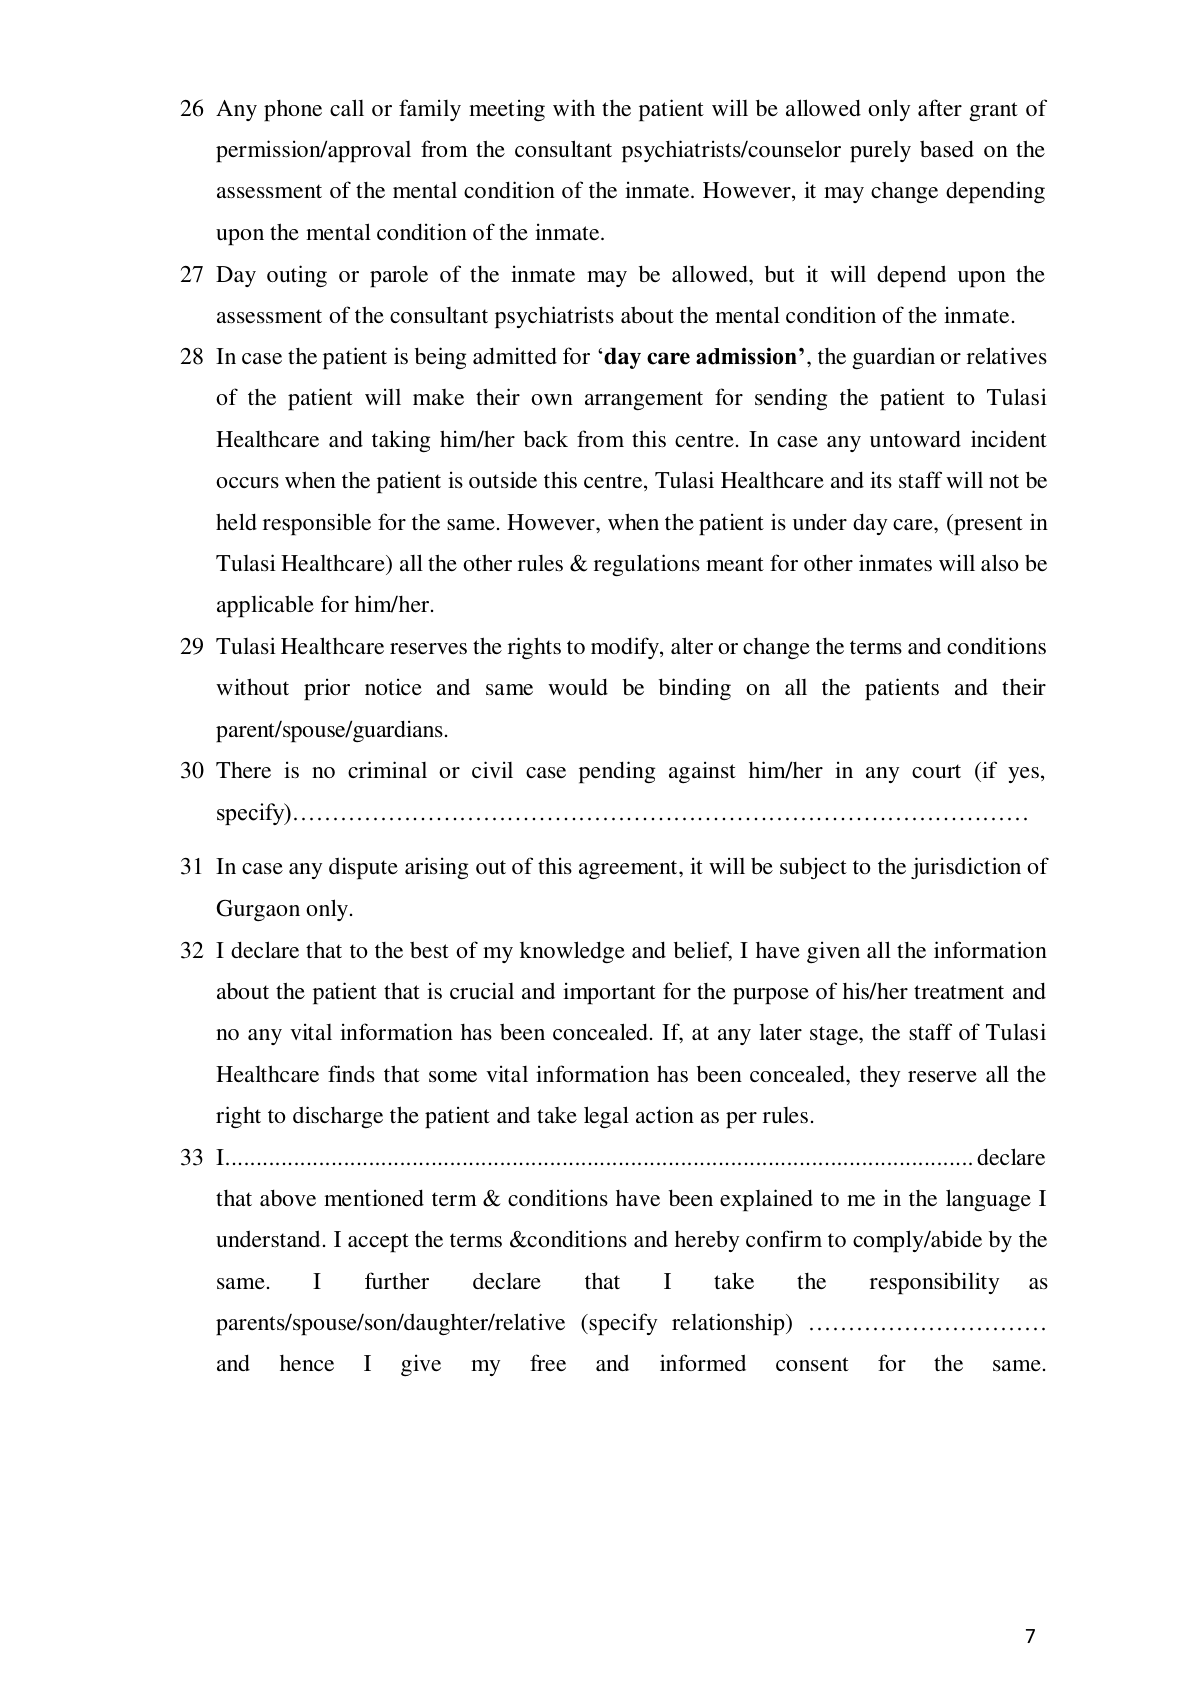 26 Any phone call or family meeting with the patient will be allowed only after grant of
permission/approval from the consultant psychiatrists/counselor purely based on the
assessment of the mental condition of the inmate. However, it may change depending
upon the mental condition of the inmate.
27 Day outing or parole of the inmate may be allowed, but it will depend upon the
assessment of the consultant psychiatrists about the mental condition of the inmate.
28 In case the patient is being admitted for ‘day care admission’, the guardian or relatives
of the patient will make their own arrangement for sending the patient to Tulasi
Healthcare and taking him/her back from this centre. In case any untoward incident
occurs when the patient is outside this centre, Tulasi Healthcare and its staff will not be
held responsible for the same. However, when the patient is under day care, (present in
Tulasi Healthcare) all the other rules & regulations meant for other inmates will also be
applicable for him/her.
29 Tulasi Healthcare reserves the rights to modify, alter or change the terms and conditions
without prior notice and same would be binding on all the patients and their
parent/spouse/guardians.
30 There is no criminal or civil case pending against him/her in any court (if yes,
specify)…………………………………………………………………………………
31 In case any dispute arising out of this agreement, it will be subject to the jurisdiction of
Gurgaon only.
32 I declare that to the best of my knowledge and belief, I have given all the information
about the patient that is crucial and important for the purpose of his/her treatment and
no any vital information has been concealed. If, at any later stage, the staff of Tulasi
Healthcare finds that some vital information has been concealed, they reserve all the
right to discharge the patient and take legal action as per rules.
33 I........................................................................................................................ declare
that above mentioned term & conditions have been explained to me in the language I
understand. I accept the terms &conditions and hereby confirm to comply/abide by the
same. I further declare that I take the responsibility as
parents/spouse/son/daughter/relative (specify relationship) …………………………
and hence I give my free and informed consent for the same.
7